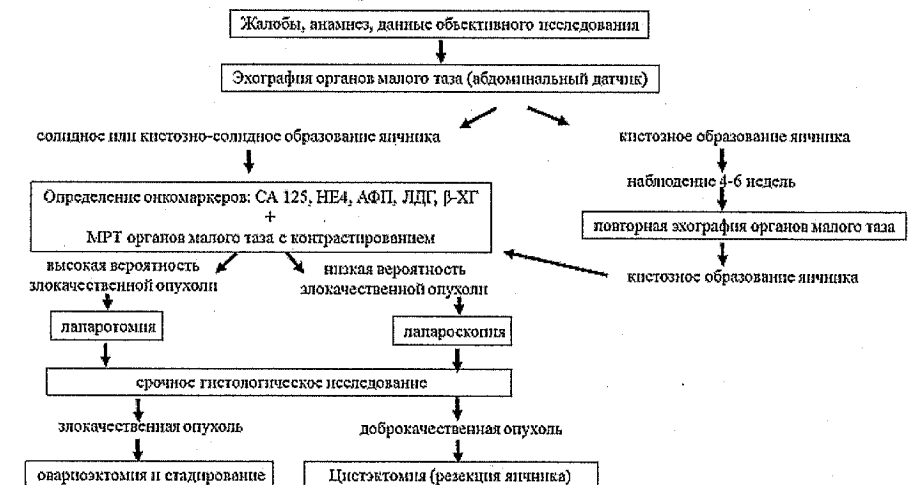 Жалобы, анамнез, данные объективного исследования
Эхография органов малого таза (абдоминальный датчик)
солидное или кистозно-солидное образование яичника
кистозное образование яичника
наблюдение 4-6 недель
Определение онкомаркеров: СА 125, НЕ4, АФП, ЛДГ, β-ХГ
+
МРТ органов малого таза с контрастированием
повторная эхография органов малого таза
кистозное образование яичника
высокая вероятность
злокачественной опухоли
низкая вероятность
злокачественной опухоли
лапаротомия
лапароскопия
срочное гистологическое исследование
злокачественная опухоль
доброкачественная опухоль
овариоэктомия и стадирование
Цистэктомия (резекция яичника)